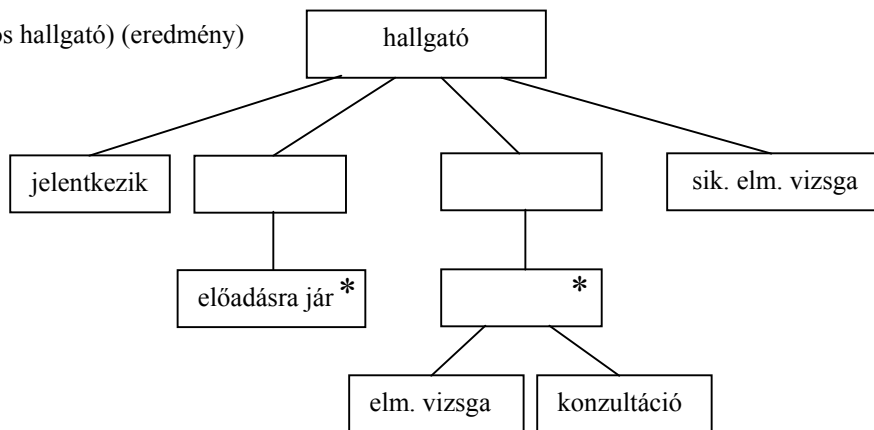 os hallgató) (eredmény)
hallgató
jelentkezik
sik. elm. vizsga
előadásra jár *
*
elm. vizsga
konzultáció